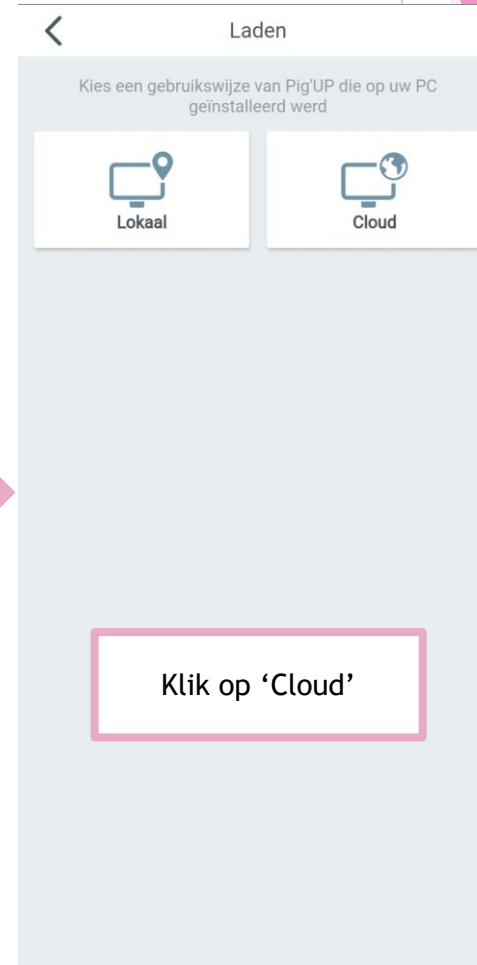 Laden
Kies een gebruikswijze van Pig'UP die op uw PC
geïnstalleerd werd
Lokaal
Cloud
Klik op ‘Cloud’